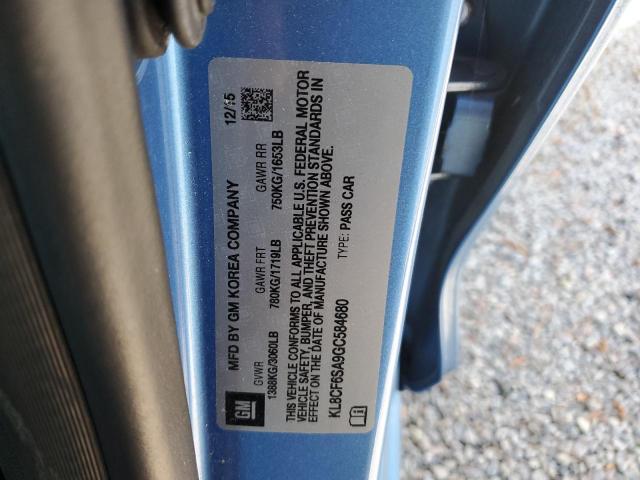 MFD BY GM KOREA COMPANY 12/15
GVWR GAWR FRT GAWR RR
1388KG/3060LB 780KG/1719LB 750KG/1653LB
THIS VEHICLE CONFORMS TO ALL APPLICABLE U.S. FEDERAL MOTOR
VEHICLE SAFETY, BUMPER, AND THEFT PREVENTION STANDARDS IN
EFFECT ON THE DATE OF MANUFACTURE SHOWN ABOVE.
TYPE: PASS CAR
KL8CF6SA9GC584680
GM